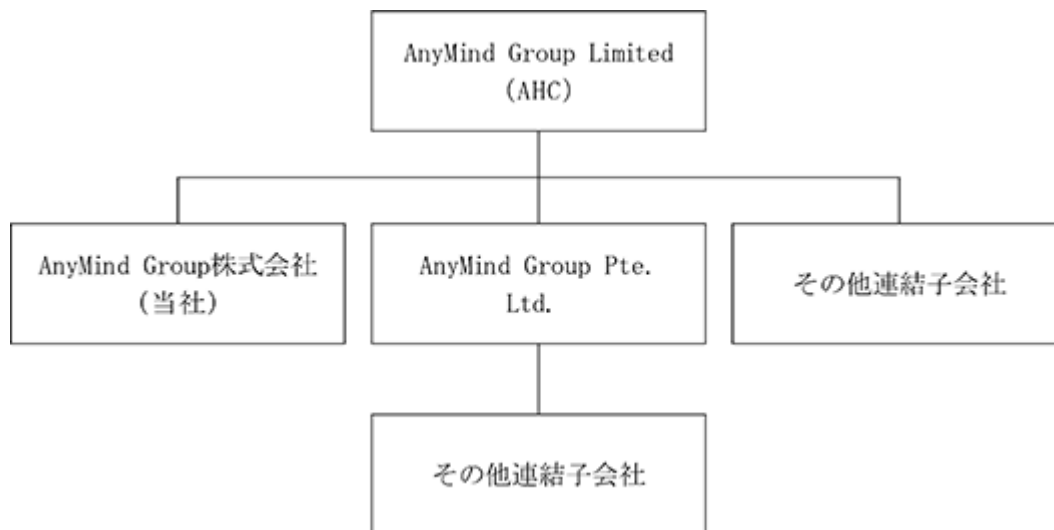 AnyMind Group Limited
(AHC)
AnyMind Group株式会社
(当社)
AnyMind Group Pte.
Ltd.
その他連結子会社
その他連結子会社